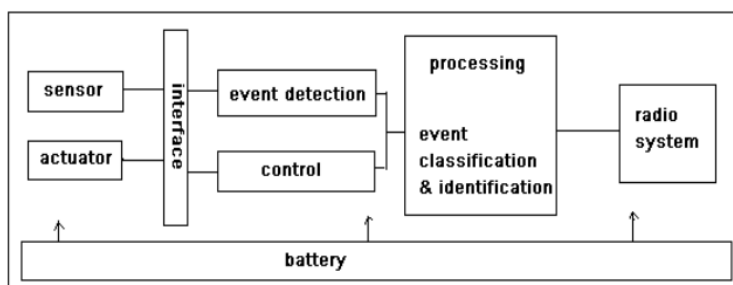 sensor
actuator
interface
event detection
control
processing
event
classification
& identification
radio
system
battery